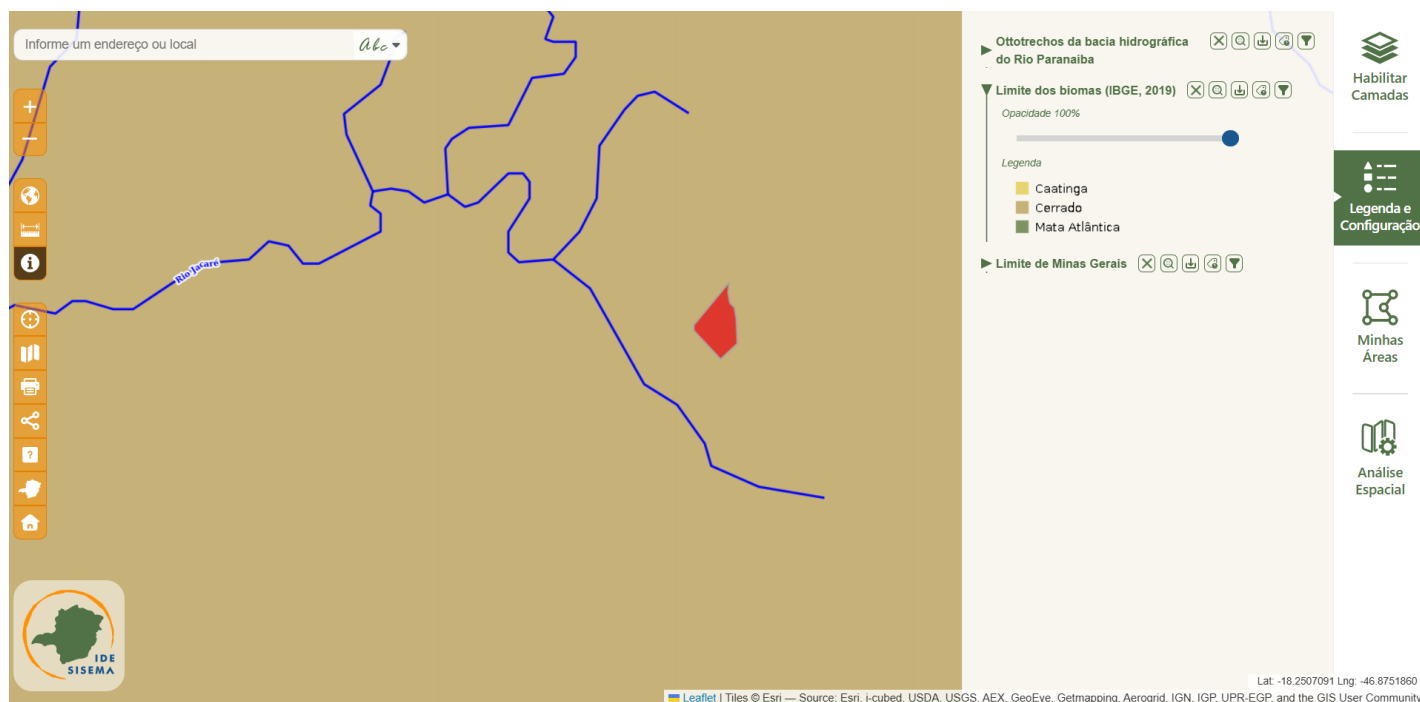 Informe um endereço ou local
Abc
+
−
Rio Jacaré
IDE
SISEMA
Ottotrechos da bacia hidrográfica
do Rio Paranaiba
Limite dos biomas (IBGE, 2019)
Opacidade 100%
Legenda
Caatinga
Cerrado
Mata Atlântica
Limite de Minas Gerais
Habilitar
Camadas
Legenda e
Configuração
Minhas
Áreas
Análise
Espacial
Lat: -18.2507091 Lng: -46.8751860
Leaflet | Tiles © Esri — Source: Esri, i-cubed, USDA, USGS, AEX, GeoEye, Getmapping, Aerogrid, IGN, IGP, UPR-EGP, and the GIS User Community